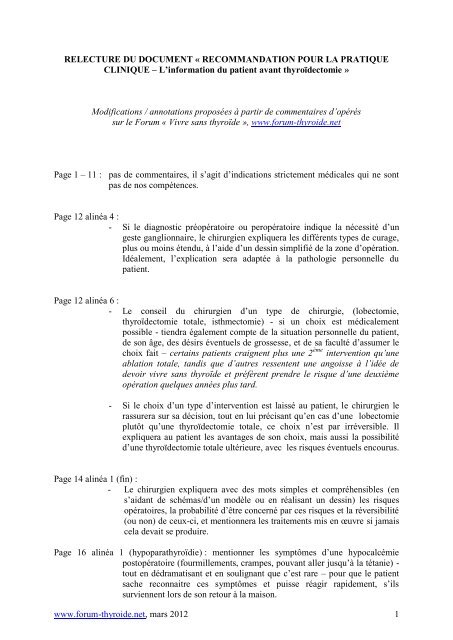 RELECTURE DU DOCUMENT « RECOMMANDATION POUR LA PRATIQUE
CLINIQUE – L'information du patient avant thyroïdectomie »
Modifications / annotations proposées à partir de commentaires d'opérés
sur le Forum « Vivre sans thyroïde », www.forum-thyroide.net
Page 1 – 11 : pas de commentaires, il s'agit d'indications strictement médicales qui ne sont
pas de nos compétences.
Page 12 alinéa 4 :
- Si le diagnostic préopératoire ou peropératoire indique la nécessité d'un
geste ganglionnaire, le chirurgien expliquera les différents types de curage,
plus ou moins étendu, à l'aide d'un dessin simplifié de la zone d'opération.
Idéalement, l'explication sera adaptée à la pathologie personnelle du
patient.
Page 12 alinéa 6 :
- Le conseil du chirurgien d'un type de chirurgie, (lobectomie,
thyroïdectomie totale, isthmectomie) - si un choix est médicalement
possible - tiendra également compte de la situation personnelle du patient,
de son âge, des désirs éventuels de grossesse, et de sa faculté d'assumer le
choix fait – certains patients craignent plus une 2ème intervention qu'une
ablation totale, tandis que d'autres ressentent une angoisse à l'idée de
devoir vivre sans thyroïde et préfèrent prendre le risque d'une deuxième
opération quelques années plus tard.
- Si le choix d'un type d'intervention est laissé au patient, le chirurgien le
rassurera sur sa décision, tout en lui précisant qu'en cas d'une lobectomie
plutôt qu'une thyroïdectomie totale, ce choix n'est par irréversible. Il
expliquera au patient les avantages de son choix, mais aussi la possibilité
d'une thyroïdectomie totale ultérieure, avec les risques éventuels encourus.
Page 14 alinéa 1 (fin) :
- Le chirurgien expliquera avec des mots simples et compréhensibles (en
s'aidant de schémas/d'un modèle ou en réalisant un dessin) les risques
opératoires, la probabilité d'être concerné par ces risques et la réversibilité
(ou non) de ceux-ci, et mentionnera les traitements mis en œuvre si jamais
cela devait se produire.
Page 16 alinéa 1 (hypoparathyroïdie) : mentionner les symptômes d'une hypocalcémie
postopératoire (fourmillements, crampes, pouvant aller jusqu'à la tétanie) -
tout en dédramatisant et en soulignant que c'est rare – pour que le patient
sache reconnaitre ces symptômes et puisse réagir rapidement, s'ils
surviennent lors de son retour à la maison.
www.forum-thyroide.net, mars 2012 1